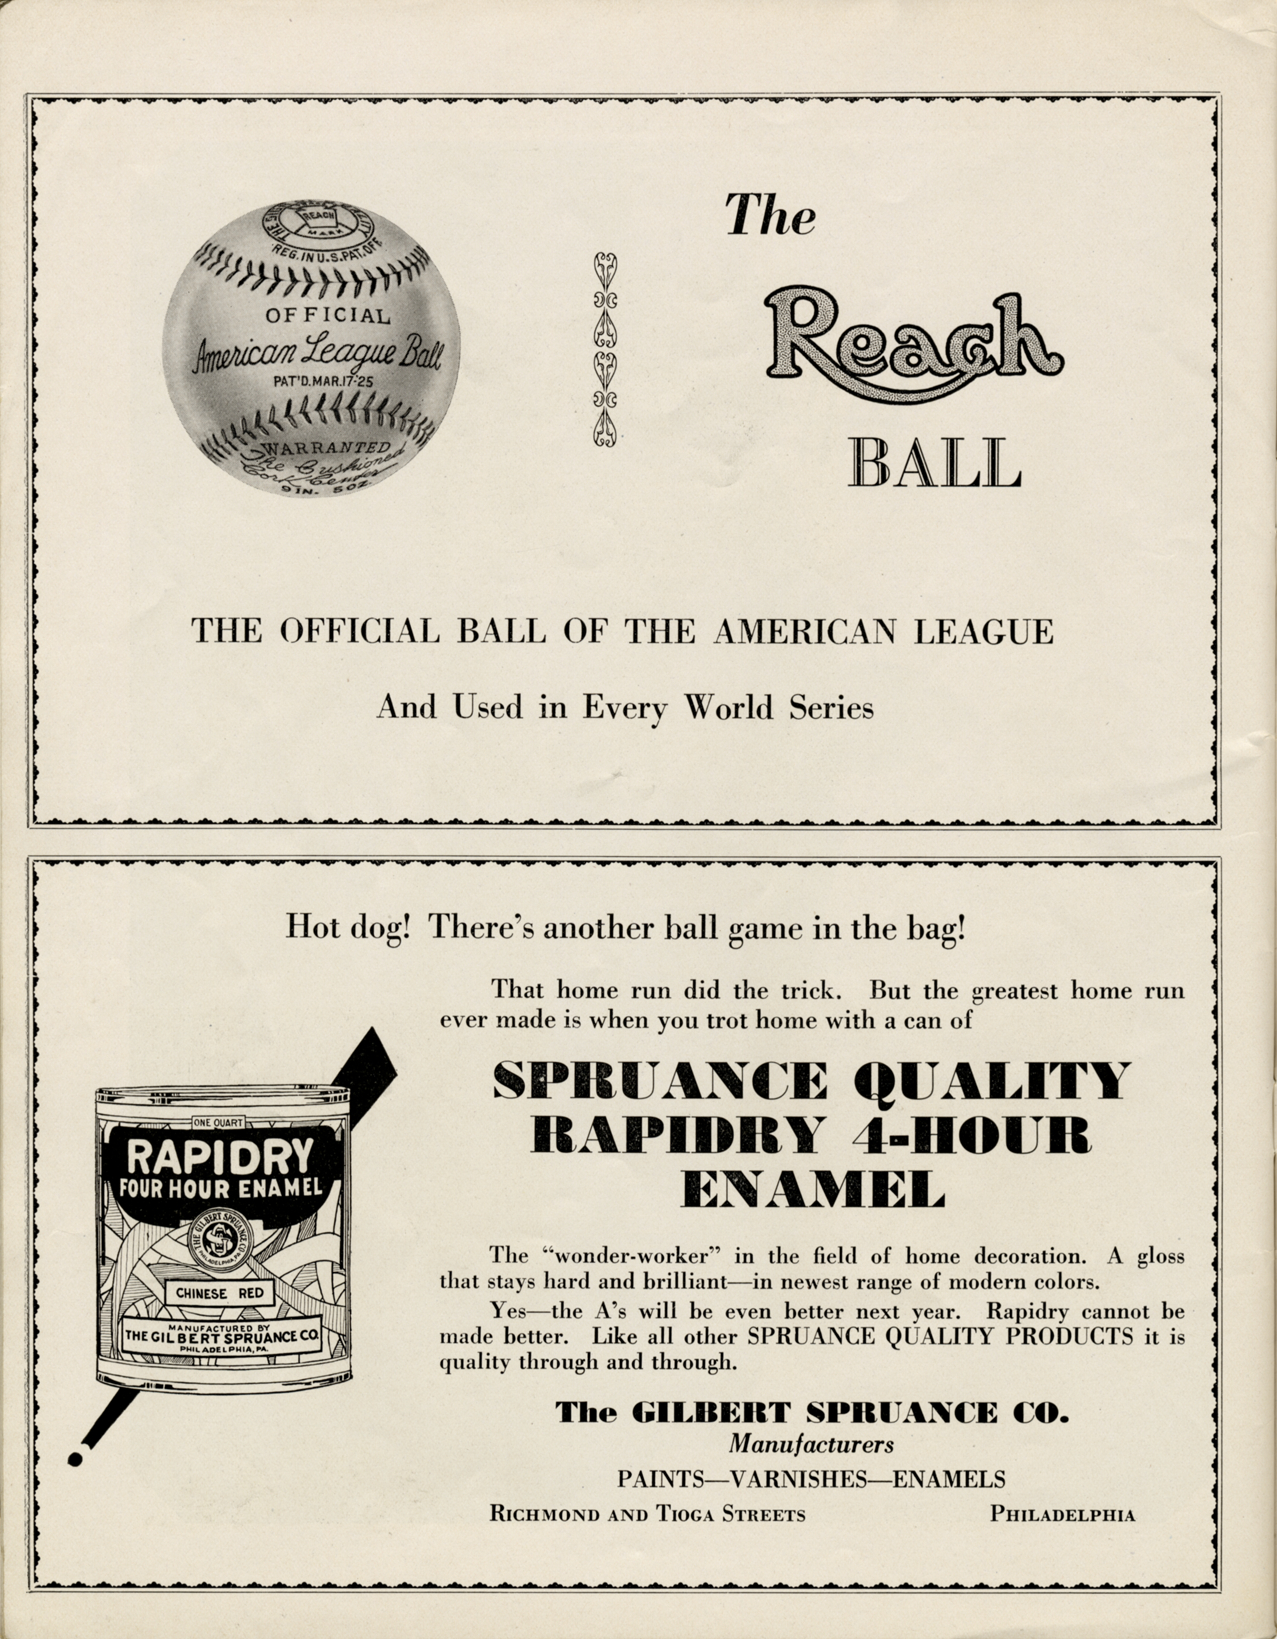 The
Reach
BALL
REACH
MARK
REG. IN U.S. PAT. OFF
OFFICIAL
American League Ball
PAT'D. MAR. 17-25
WARRANTED
The Cushioned
Cork Center
9 IN. 5 OZ.
THE OFFICIAL BALL OF THE AMERICAN LEAGUE
And Used in Every World Series
Hot dog! There's another ball game in the bag!
That home run did the trick. But the greatest home run
ever made is when you trot home with a can of
SPRUANCE QUALITY
RAPIDRY 4-HOUR
ENAMEL
ONE QUART
RAPIDRY
FOUR HOUR ENAMEL
THE GILBERT SPRUANCE CO.
PHILADELPHIA
CHINESE RED
MANUFACTURED BY
THE GILBERT SPRUANCE CO.
PHILADELPHIA, PA.
The “wonder-worker” in the field of home decoration. A gloss
that stays hard and brilliant—in newest range of modern colors.
Yes—the A's will be even better next year. Rapidry cannot be
made better. Like all other SPRUANCE QUALITY PRODUCTS it is
quality through and through.
The GILBERT SPRUANCE CO.
Manufacturers
PAINTS—VARNISHES—ENAMELS
RICHMOND AND TIOGA STREETS PHILADELPHIA